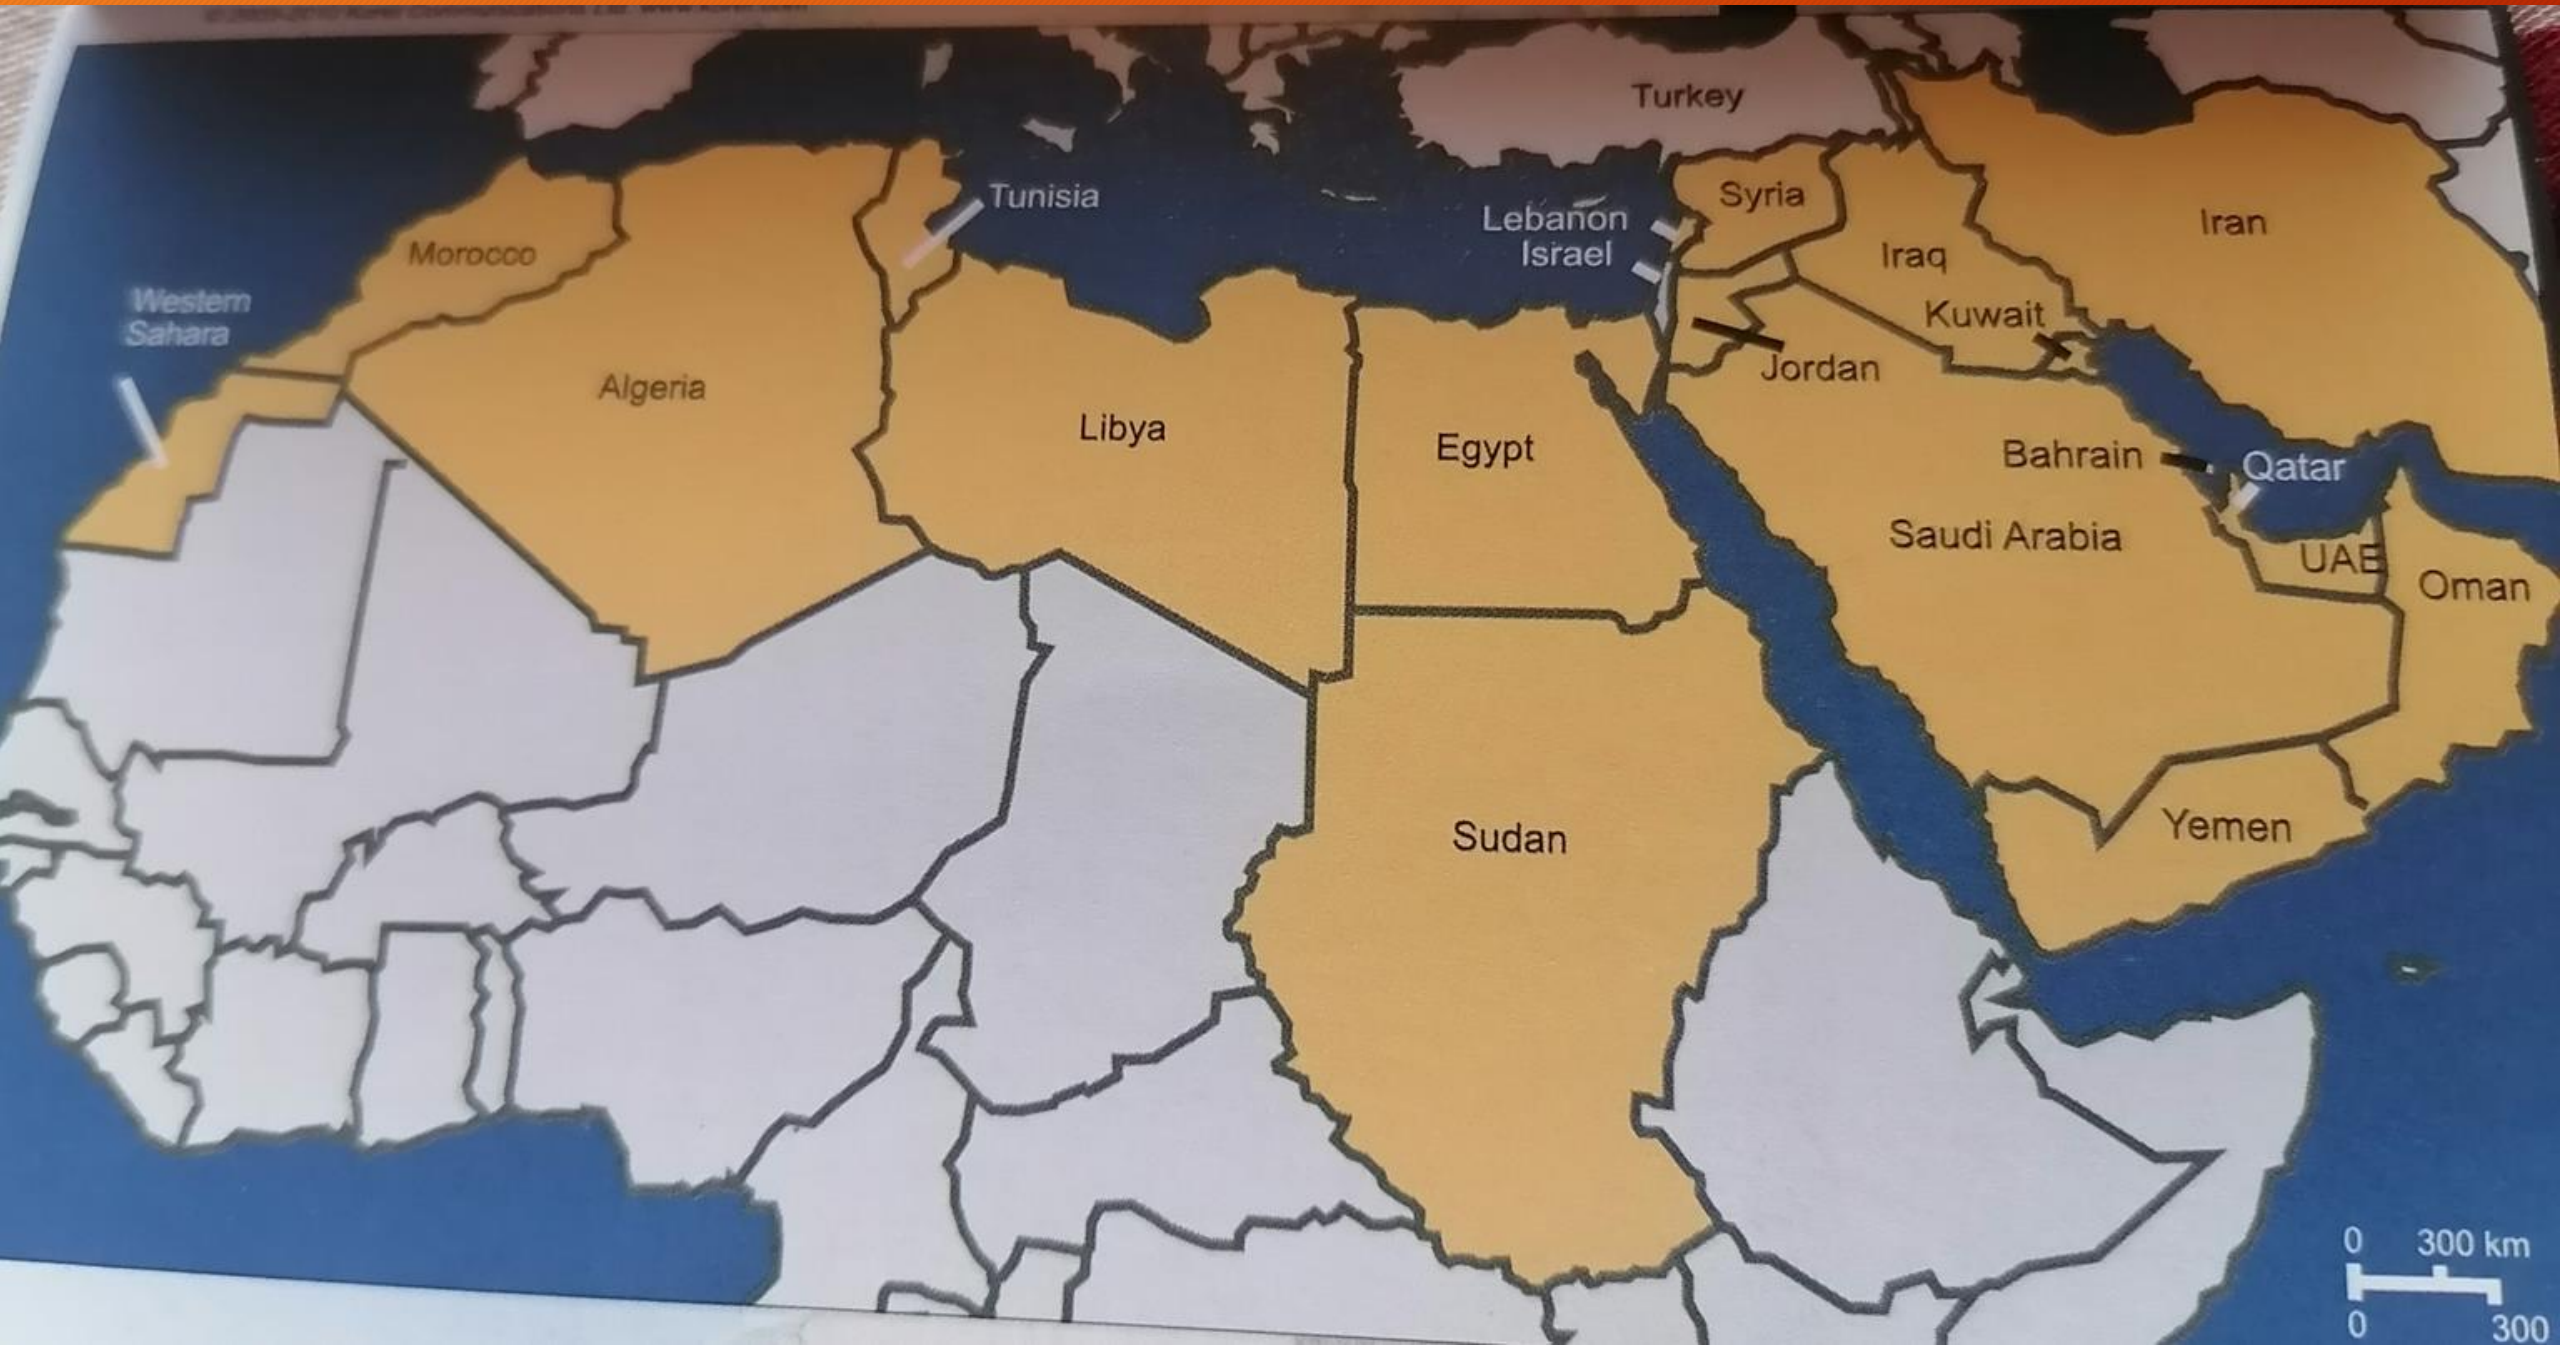 Turkey
Tunisia
Syria
Lebanon
Israel
Iran
Morocco
Iraq
Western
Sahara
Kuwait
Jordan
Algeria
Libya
Egypt
Bahrain
Qatar
Saudi Arabia
UAE
Oman
Sudan
Yemen
0 300 km
0 300